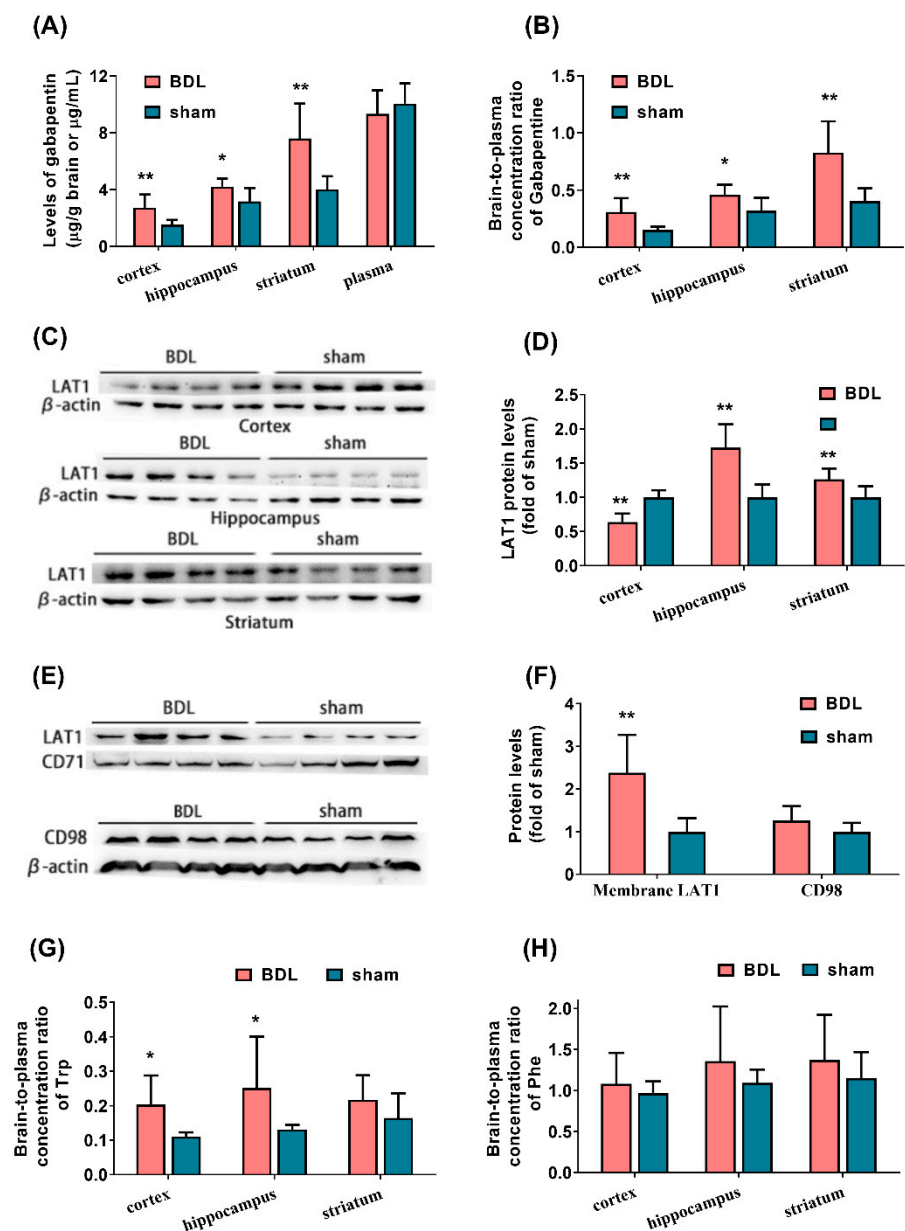 (A)
Levels of gabapentin
(μg/g brain or μg/mL)
12
8
4
0
BDL
sham
**
*
**
cortex
hippocampus
striatum
plasma
(B)
Brain-to-plasma
concentration ratio
of Gabapentine
1.5
1.0
0.5
0.0
BDL
sham
**
*
**
cortex
hippocampus
striatum
(C)
BDL sham
LAT1
β-actin
Cortex
BDL sham
LAT1
β-actin
Hippocampus
BDL sham
LAT1
β-actin
Striatum
(D)
LAT1 protein levels
(fold of sham)
2.5
2.0
1.5
1.0
0.5
0.0
BDL
**
**
**
cortex
hippocampus
striatum
(E)
BDL sham
LAT1
CD71
BDL sham
CD98
β-actin
(F)
Protein levels
(fold of sham)
4
3
2
1
0
BDL
sham
**
Membrane LAT1
CD98
(G)
BDL sham
Brain-to-plasma
concentration ratio
of Trp
0.5
0.4
0.3
0.2
0.1
0.0
*
*
cortex
hippocampus
striatum
(H)
BDL sham
Brain-to-plasma
concentration ratio
of Phe
2.0
1.5
1.0
0.5
0.0
cortex
hippocampus
striatum